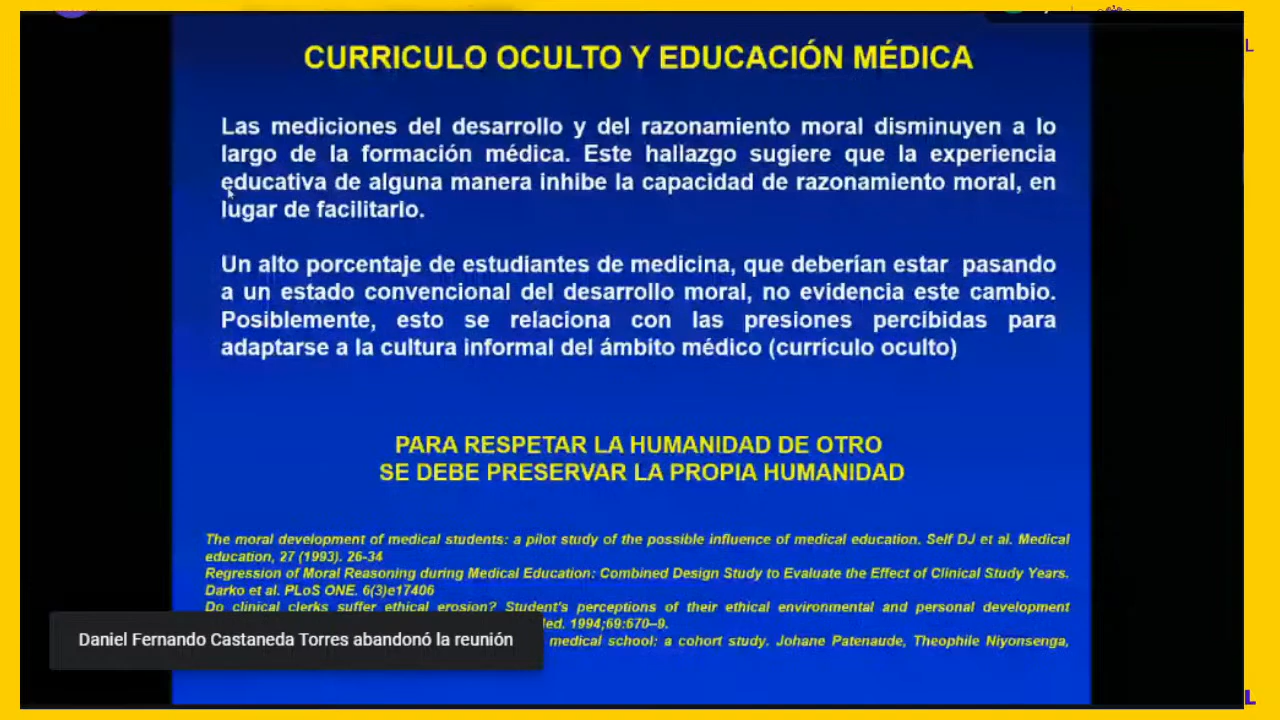 CURRICULO OCULTO Y EDUCACIÓN MÉDICA
L
Las mediciones del desarrollo y del razonamiento moral disminuyen a lo
largo de la formación médica. Este hallazgo sugiere que la experiencia
educativa de alguna manera inhibe la capacidad de razonamiento moral, en
lugar de facilitarlo.
Un alto porcentaje de estudiantes de medicina, que deberían estar pasando
a un estado convencional del desarrollo moral, no evidencia este cambio.
Posiblemente, esto se relaciona con las presiones percibidas para
adaptarse a la cultura informal del ámbito médico (currículo oculto)
PARA RESPETAR LA HUMANIDAD DE OTRO
SE DEBE PRESERVAR LA PROPIA HUMANIDAD
The moral development of medical students: a pilot study of the possible influence of medical education. Self DJ et al. Medical
education, 27 (1993). 26-34
Regression of Moral Reasoning during Medical Education: Combined Design Study to Evaluate the Effect of Clinical Study Years.
Darko et al. PLoS ONE. 6(3)e17406
Do clinical clerks suffer ethical erosion? Student's perceptions of their ethical environmental and personal development
1994;69:670–9.
medical school: a cohort study. Johane Patenaude, Theophile Niyonsenga,
Daniel Fernando Castaneda Torres abandonó la reunión
L